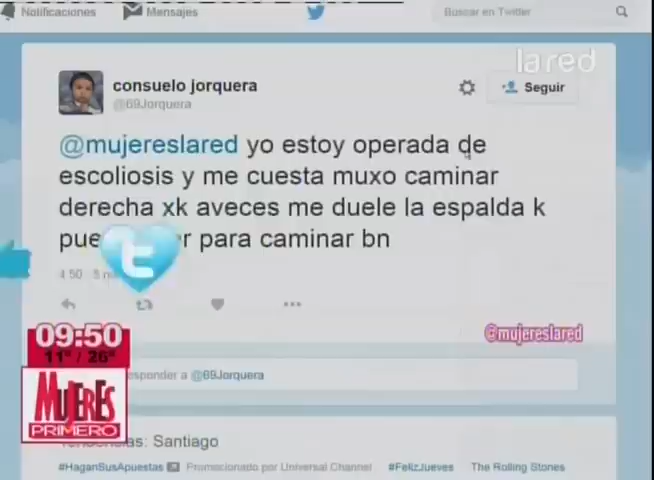 Notificaciones Mensajes Buscar en Twitter
lared
consuelo jorquera
@69Jorquera
Seguir
@mujereslared yo estoy operada de
escoliosis y me cuesta muxo caminar
derecha xk aveces me duele la espalda k
para caminar bn
@mujereslared
09:50
11° / 26°
MUJERES
PRIMERO
esponder a @69Jorquera
Tendencias: Santiago
#HaganSusApuestas Promocionado por Universal Channel #FelizJueves The Rolling Stones